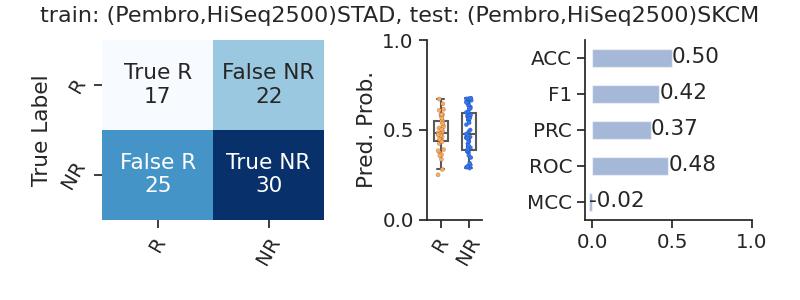 train: (Pembro,HiSeq2500)STAD, test: (Pembro,HiSeq2500)SKCM
True Label
R
NR
True R
17
False NR
22
False R
25
True NR
30
R
NR
Pred. Prob.
1.0
0.5
0.0
R
NR
ACC
0.50
F1
0.42
PRC
0.37
ROC
0.48
MCC
-0.02
0.0
0.5
1.0